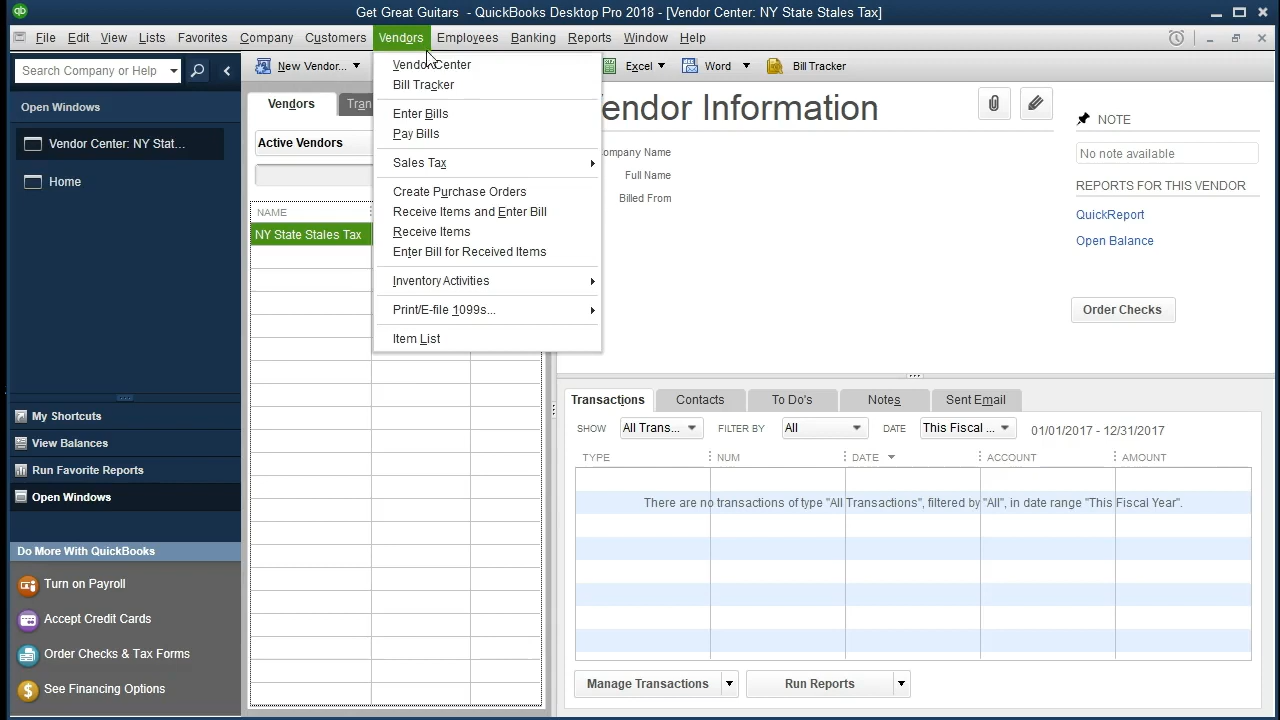 Get Great Guitars - QuickBooks Desktop Pro 2018 - [Vendor Center: NY State Stales Tax]
File Edit View Lists Favorites Company Customers Vendors Employees Banking Reports Window Help
Search Company or Help
New Vendor...
Excel
Word
Bill Tracker
Open Windows
Vendor Center: NY Stat...
Home
My Shortcuts
View Balances
Run Favorite Reports
Open Windows
Do More With QuickBooks
Turn on Payroll
Accept Credit Cards
Order Checks & Tax Forms
See Financing Options
Vendors
Tran
Active Vendors
NAME
NY State Stales Tax
Vendor Center
Bill Tracker
Enter Bills
Pay Bills
Sales Tax
Create Purchase Orders
Receive Items and Enter Bill
Receive Items
Enter Bill for Received Items
Inventory Activities
Print/E-file 1099s...
Item List
endor Information
ompany Name
Full Name
Billed From
NOTE
No note available
REPORTS FOR THIS VENDOR
QuickReport
Open Balance
Order Checks
Transactions Contacts To Do's Notes Sent Email
SHOW All Trans... FILTER BY All DATE This Fiscal ... 01/01/2017 - 12/31/2017
TYPE NUM DATE ACCOUNT AMOUNT
There are no transactions of type "All Transactions", filtered by "All", in date range "This Fiscal Year".
Manage Transactions Run Reports